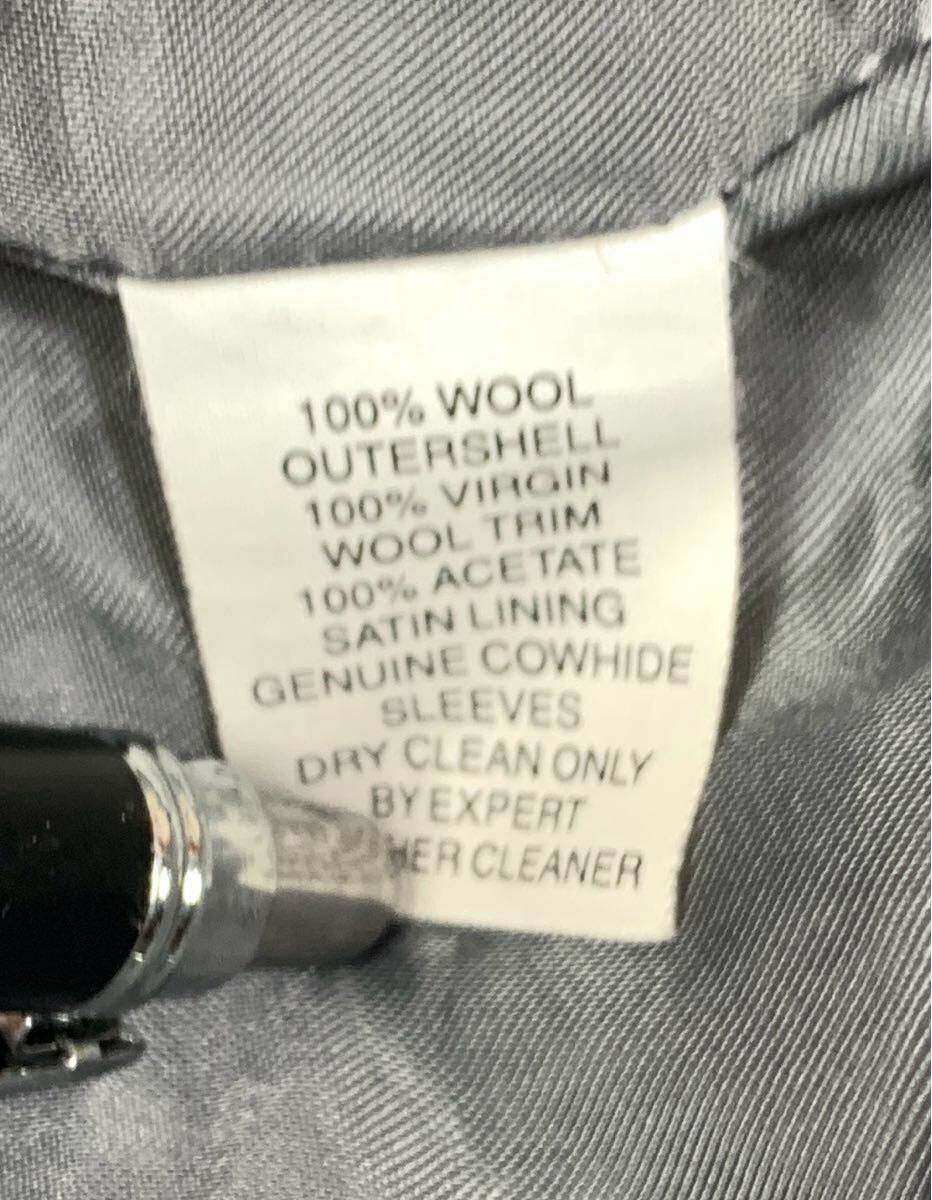 100% WOOL
OUTERSHELL
100% VIRGIN
WOOL TRIM
100% ACETATE
SATIN LINING
GENUINE COWHIDE
SLEEVES
DRY CLEAN ONLY
BY EXPERT
CLEANER